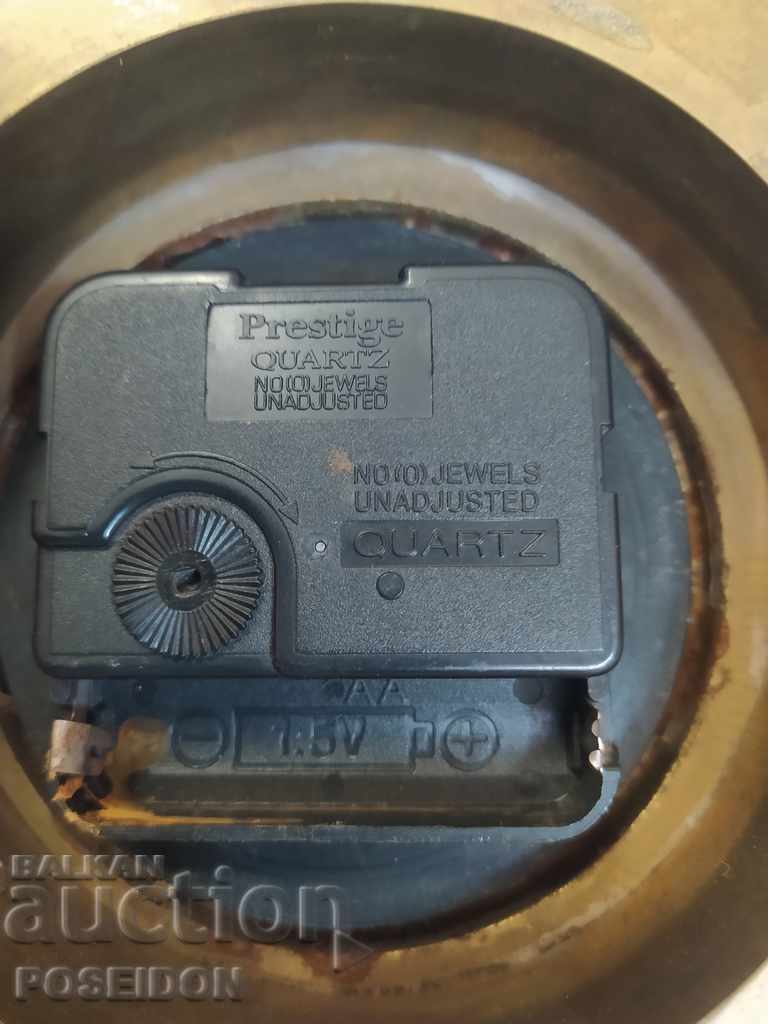 Prestige
QUARTZ
NO(0)JEWELS
UNADJUSTED
NO(0)JEWELS
UNADJUSTED
QUARTZ
AA
1.5V
BALKAN
auction
POSEIDON